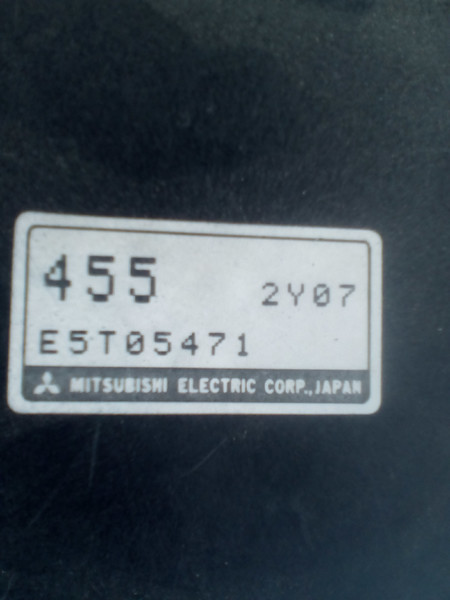 455 2Y07
E5T05471
MITSUBISHI ELECTRIC CORP., JAPAN